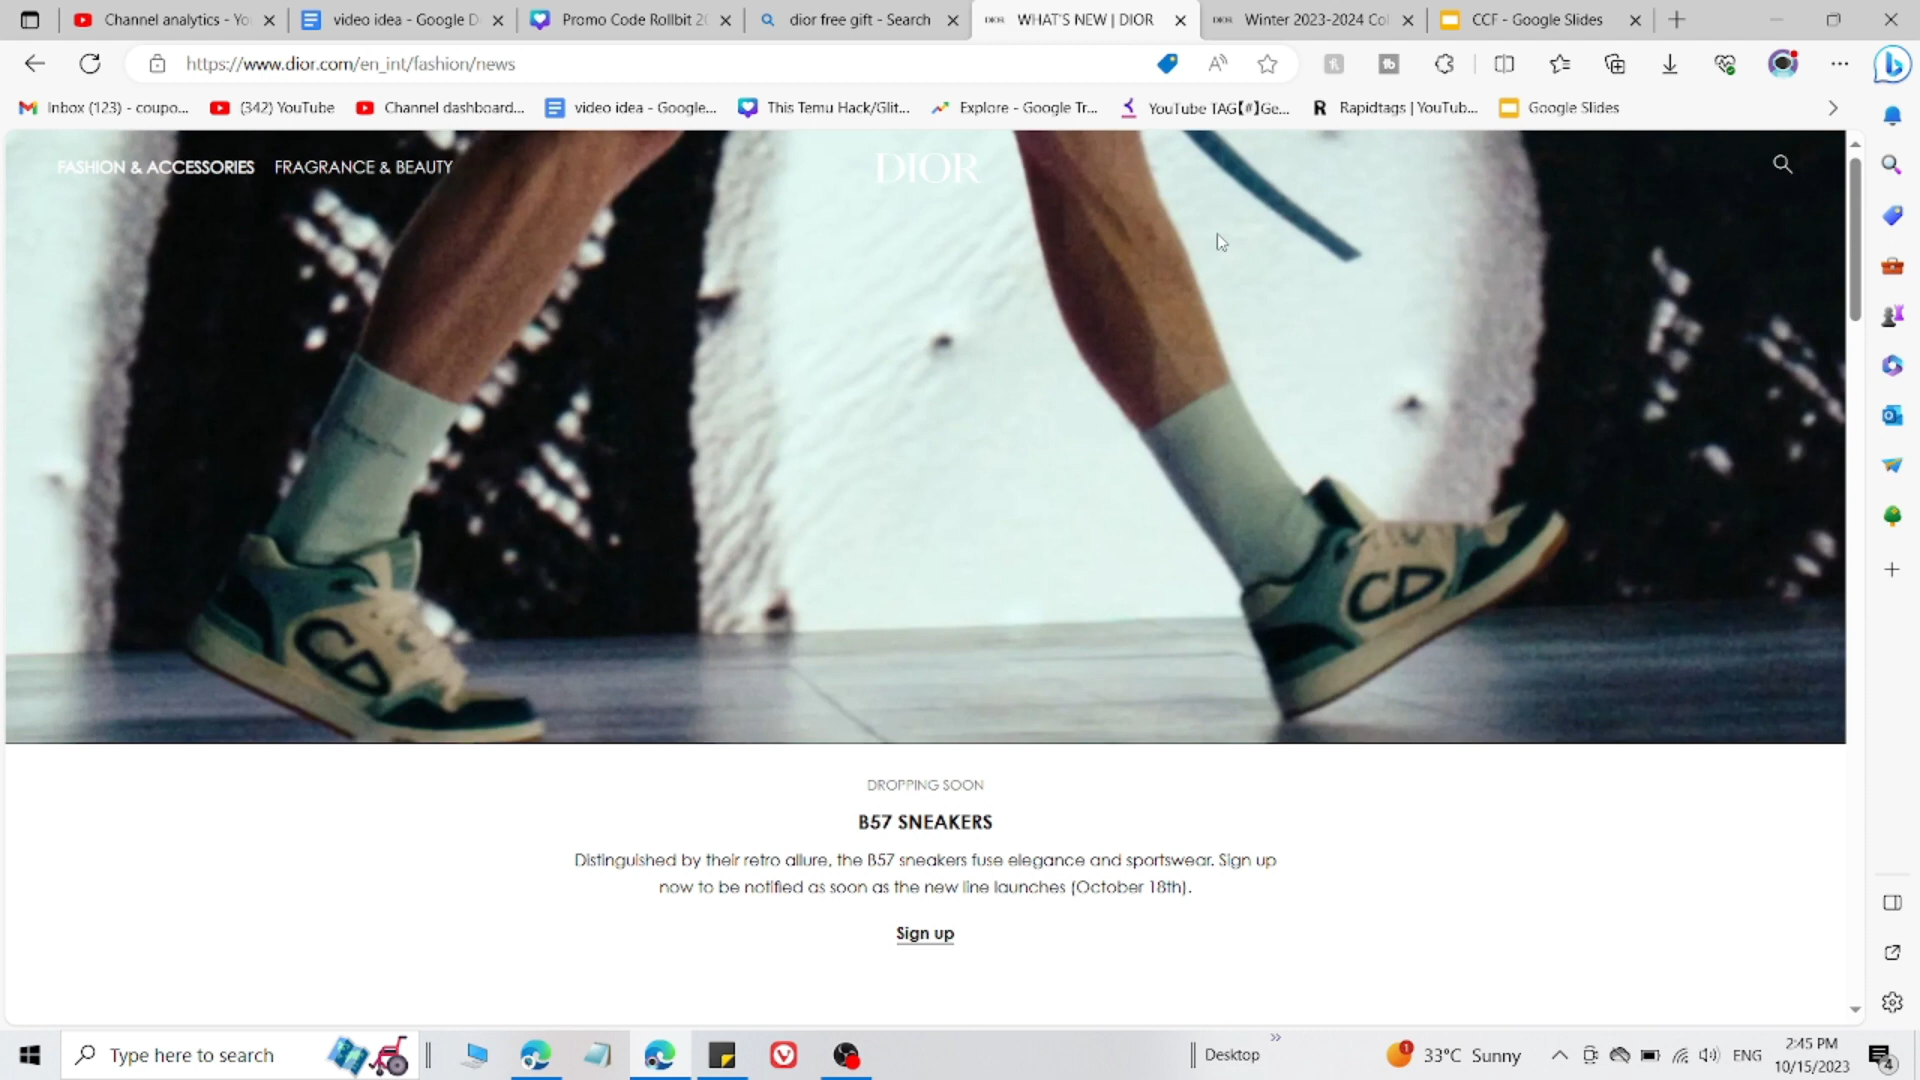 Channel analytics - Yo
video idea - Google D
Promo Code Rollbit 2
dior free gift - Search
DIOR
WHAT'S NEW | DIOR
DIOR
Winter 2023-2024 Col
CCF - Google Slides
https://www.dior.com/en_int/fashion/news
Inbox (123) - coupo...
(342) YouTube
Channel dashboard...
video idea - Google...
This Temu Hack/Glit...
Explore - Google Tr...
YouTube TAG【#】Ge...
R
Rapidtags | YouTub...
Google Slides
FASHION & ACCESSORIES
FRAGRANCE & BEAUTY
DIOR
CD
CD
DROPPING SOON
B57 SNEAKERS
Distinguished by their retro allure, the B57 sneakers fuse elegance and sportswear. Sign up
now to be notified as soon as the new line launches (October 18th).
Sign up
Type here to search
Desktop
1
33°C Sunny
ENG
2:45 PM
10/15/2023
4